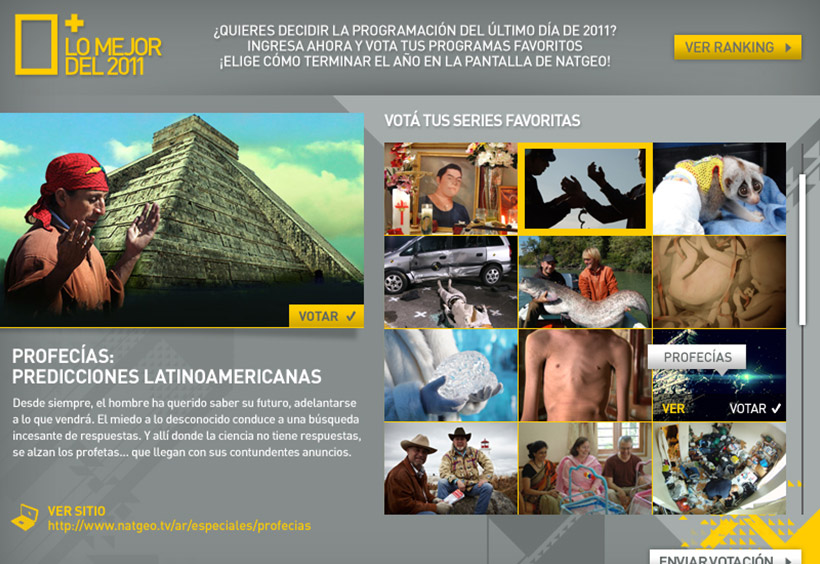 LO MEJOR
DEL 2011
¿QUIERES DECIDIR LA PROGRAMACIÓN DEL ÚLTIMO DÍA DE 2011?
INGRESA AHORA Y VOTA TUS PROGRAMAS FAVORITOS
¡ELIGE CÓMO TERMINAR EL AÑO EN LA PANTALLA DE NATGEO!
VER RANKING
VOTAR
PROFECÍAS:
PREDICCIONES LATINOAMERICANAS
Desde siempre, el hombre ha querido saber su futuro, adelantarse
a lo que vendrá. El miedo a lo desconocido conduce a una búsqueda
incesante de respuestas. Y allí donde la ciencia no tiene respuestas,
se alzan los profetas... que llegan con sus contundentes anuncios.
VER SITIO
http://www.natgeo.tv/ar/especiales/profecias
VOTÁ TUS SERIES FAVORITAS
PROFECÍAS
VER
VOTAR
ENVIAR VOTACIÓN